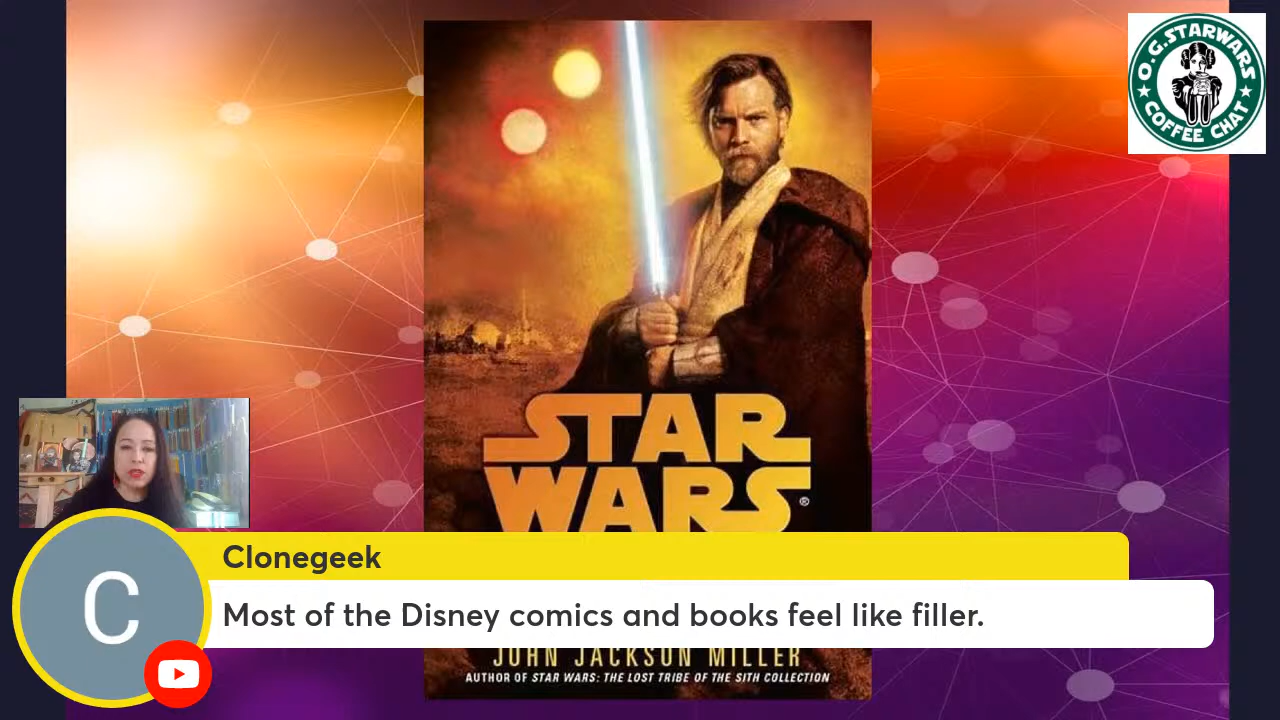 O.G. STARWARS
COFFEE CHAT
STAR
WARS®
C
Clonegeek
Most of the Disney comics and books feel like filler.
JOHN JACKSON MILLER
AUTHOR OF STAR WARS: THE LOST TRIBE OF THE SITH COLLECTION